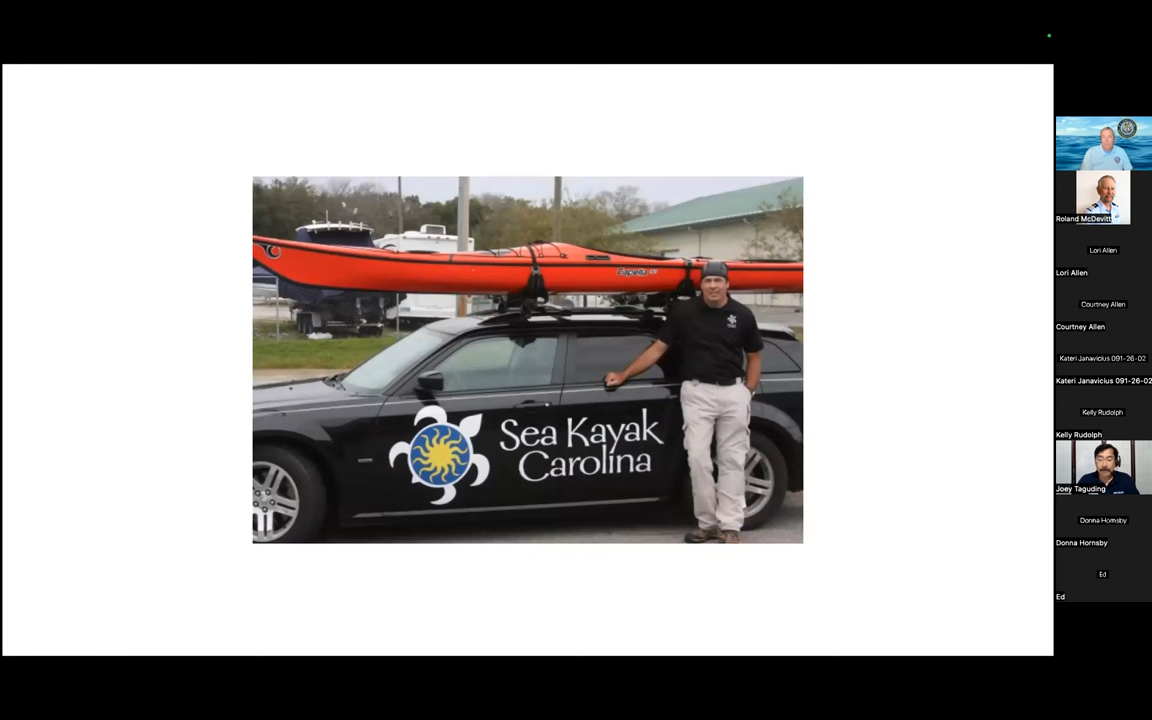 Capella
Sea Kayak
Carolina
Roland McDevitt
Lori Allen
Lori Allen
Courtney Allen
Courtney Allen
Kateri Janavicius 091-26-02
Kateri Janavicius 091-26-02
Kelly Rudolph
Kelly Rudolph
Joey Taguding
Donna Hornsby
Donna Hornsby
Ed
Ed